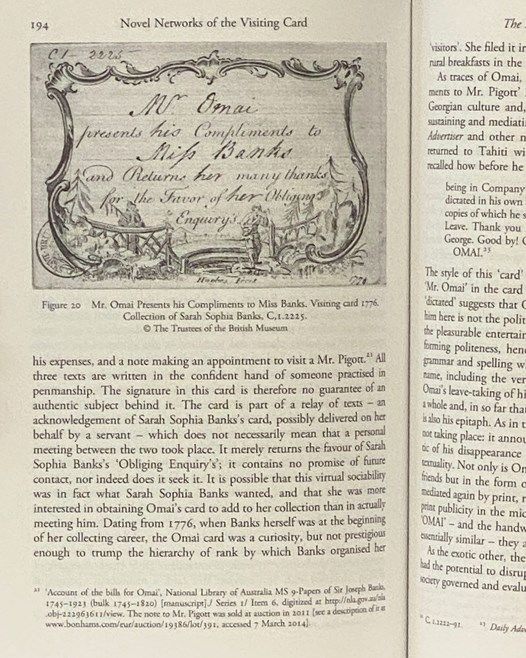 194 Novel Networks of the Visiting Card
C,1. 2225
Mr. Omai
presents his Compliments to
Miss Banks
and Returns her many thanks
for the Favor of her Obliging
Enquiry's
Figure 20 Mr. Omai Presents his Compliments to Miss Banks. Visiting card 1776.
Collection of Sarah Sophia Banks, C,1.2225.
© The Trustees of the British Museum
his expenses, and a note making an appointment to visit a Mr. Pigott.²¹ All
three texts are written in the confident hand of someone practised in
penmanship. The signature in this card is therefore no guarantee of an
authentic subject behind it. The card is part of a relay of texts – an
acknowledgement of Sarah Sophia Banks's card, possibly delivered on her
behalf by a servant – which does not necessarily mean that a personal
meeting between the two took place. It merely returns the favour of Sarah
Sophia Banks's 'Obliging Enquiry's'; it contains no promise of future
contact, nor indeed does it seek it. It is possible that this virtual sociability
was in fact what Sarah Sophia Banks wanted, and that she was more
interested in obtaining Omai's card to add to her collection than in actually
meeting him. Dating from 1776, when Banks herself was at the beginning
of her collecting career, the Omai card was a curiosity, but not prestigious
enough to trump the hierarchy of rank by which Banks organised her
²¹ 'Account of the bills for Omai', National Library of Australia MS 9-Papers of Sir Joseph Banks,
1745–1923 (bulk 1745–1820) [manuscript]./ Series 1/ Item 6, digitized at http://nla.gov.au/nla
.obj-222963611/view. The note to Mr. Pigott was sold at auction in 2011 [see a description of it at
www.bonhams.com/eur/auction/19386/lot/391, accessed 7 March 2014].
The
'visitors'. She filed it in
rural breakfasts in the
As traces of Omai,
ments to Mr. Pigott'
Georgian culture and,
sustaining and mediati
Advertiser and other
returned to Tahiti wi
recalled how before he
being in Company
dictated in his own
copies of which he s
Leave. Thank you
George. Good by!
OMAI.²³
The style of this 'card'
'Mr. Omai' in the card
'dictated' suggests that
him here is not the polit
the pleasurable entertain
forming politeness, hen
grammar and spelling w
name, including the ver
Omai's leave-taking of hi
a whole and, in so far tha
is also his epitaph. As in t
not taking place: it annou
tic of his disappearance
textuality. Not only is On
friends but in the form o
mediated again by print, r
print publicity in the mic
'OMAI' – and the handw
essentially similar – they a
As the exotic other, the
had the potential to disrup
society governed and evalu
C,1.2222–91. ²³ Daily Adve